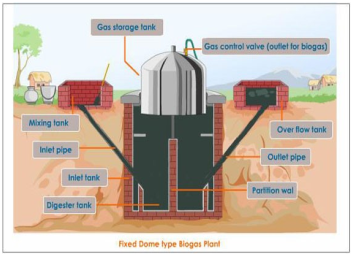 Gas storage tank
Gas control valve (outlet for biogas)
Mixing tank
Over flow tank
Inlet pipe
Outlet pipe
Inlet tank
Partition wal
Digester tank
Fixed Dome type Biogas Plant